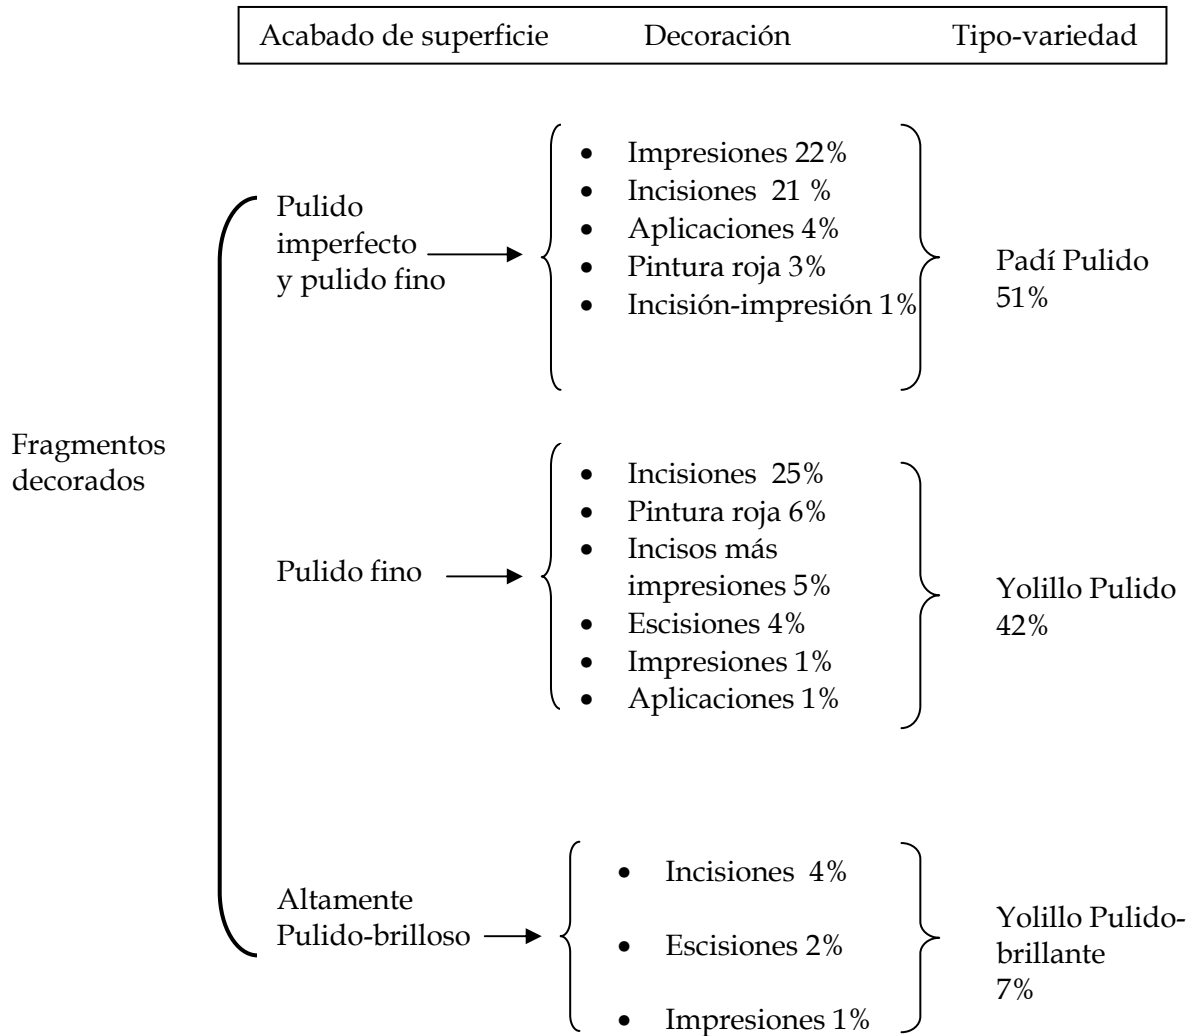 Acabado de superficie Decoración Tipo-variedad
Fragmentos
decorados
Pulido
imperfecto
y pulido fino
• Impresiones 22%
• Incisiones 21 %
• Aplicaciones 4%
• Pintura roja 3%
• Incisión-impresión 1%
Padí Pulido
51%
Pulido fino
• Incisiones 25%
• Pintura roja 6%
• Incisos más
impresiones 5%
• Escisiones 4%
• Impresiones 1%
• Aplicaciones 1%
Yolillo Pulido
42%
Altamente
Pulido-brilloso
• Incisiones 4%
• Escisiones 2%
• Impresiones 1%
Yolillo Pulido-
brillante
7%